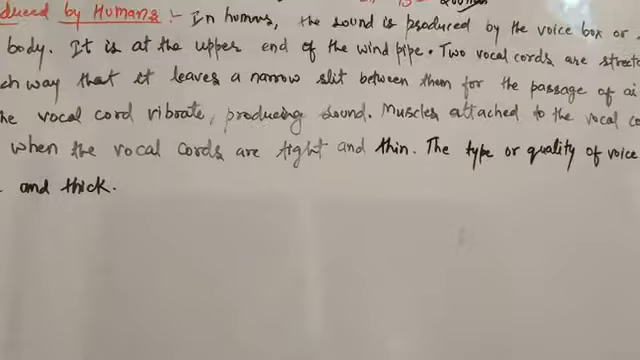 duced by Humans :- In humans, the sound is produced by the voice box or
body. It is at the upper end of the wind pipe. Two vocal cords are stretc
ch way that it leaves a narrow slit between them for the passage of ai
he vocal cord vibrate, producing sound. Muscles attached to the vocal co
when the vocal cords are tight and thin. The type or quality of voice
and thick.